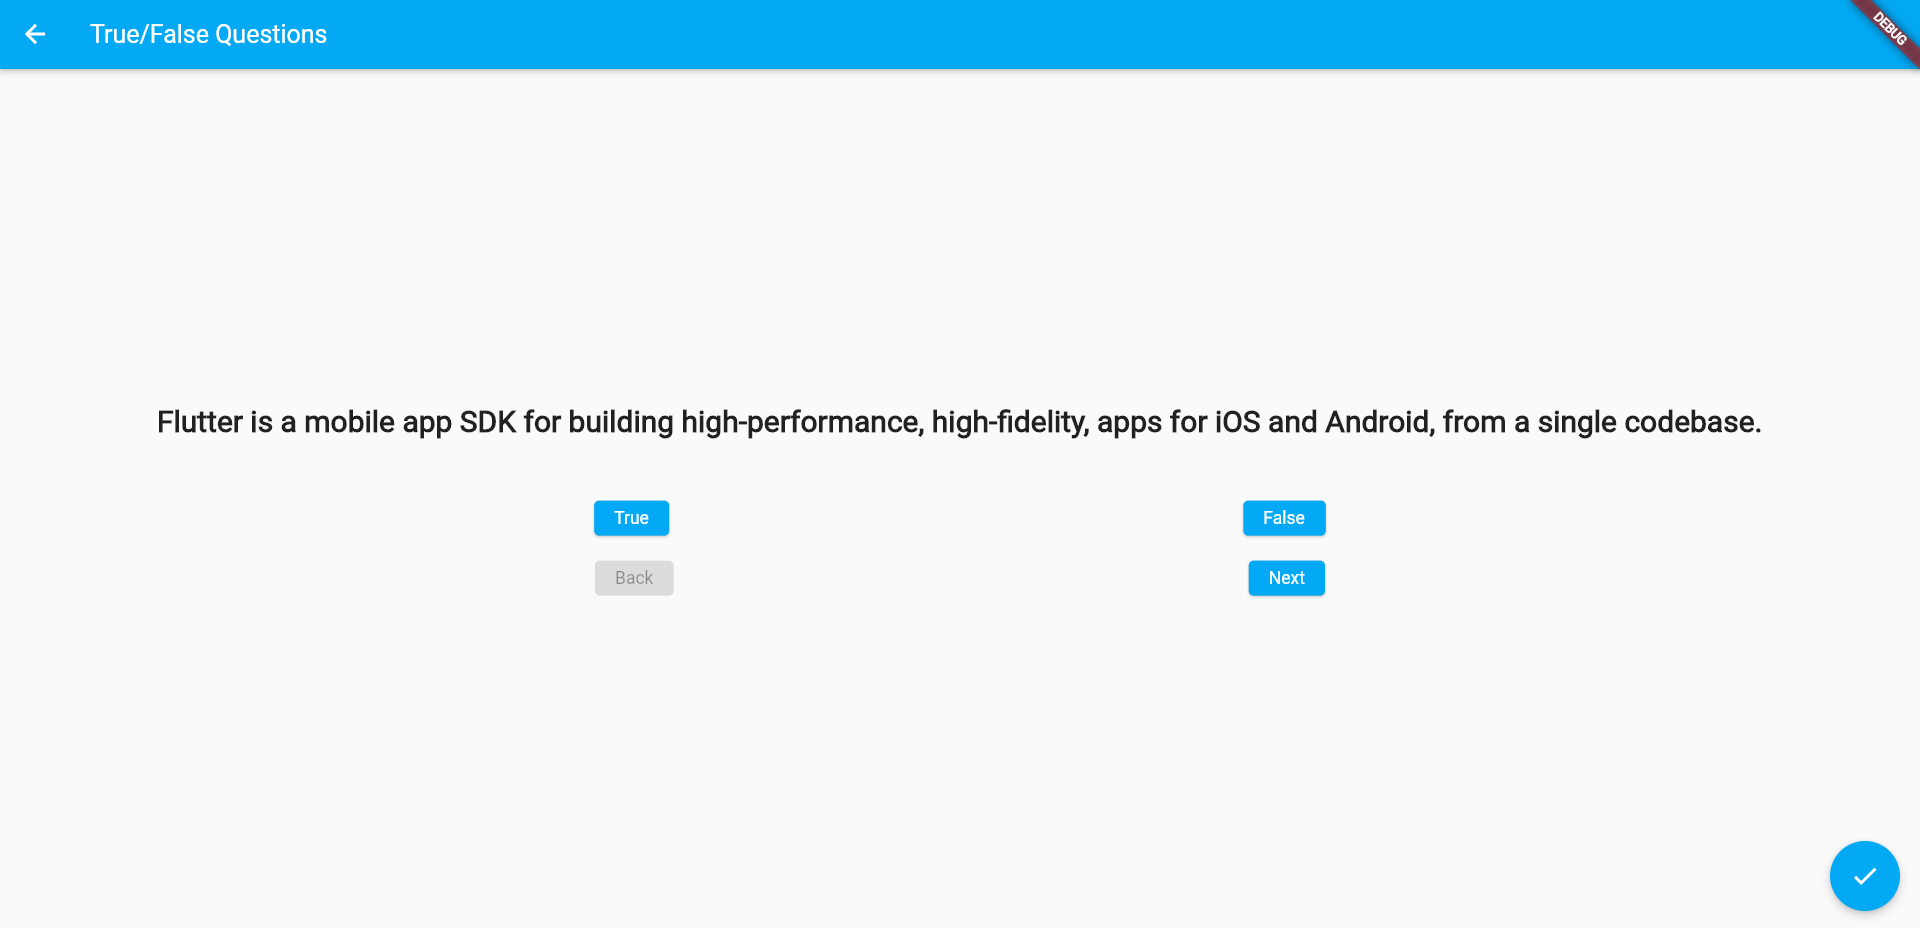 True/False Questions
DEBUG
Flutter is a mobile app SDK for building high-performance, high-fidelity, apps for iOS and Android, from a single codebase.
True
False
Back
Next